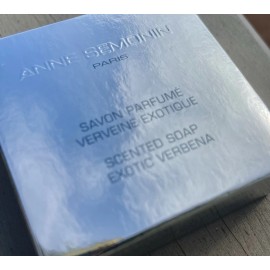 ANNE SEMONIN
PARIS
SAVON PARFUMÉ
VERVEINE EXOTIQUE
SCENTED SOAP
EXOTIC VERBENA